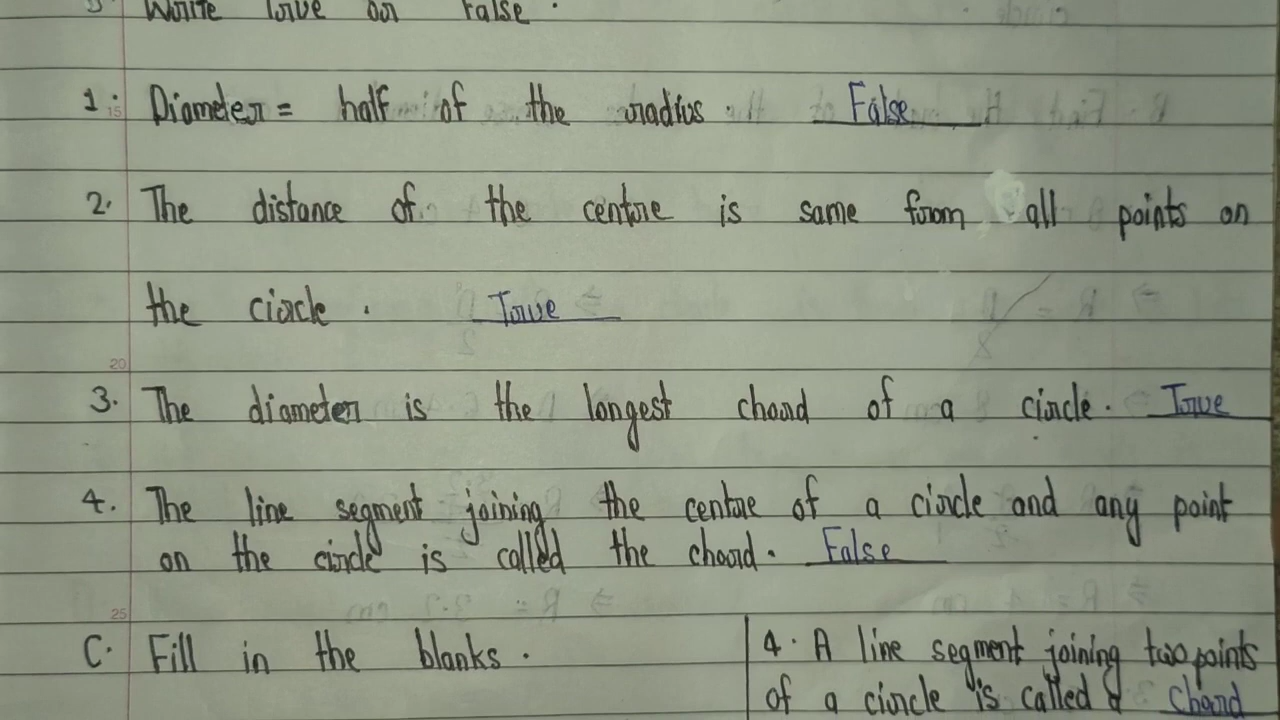 Write True or False .
1. Diameter = half of the radius . False
2. The distance of the centre is same from all points on
the circle . True
3. The diameter is the longest chord of a circle . True
4. The line segment joining the centre of a circle and any point
on the circle is called the chord . False
C. Fill in the blanks .
4. A line segment joining two points
of a circle is called a chord